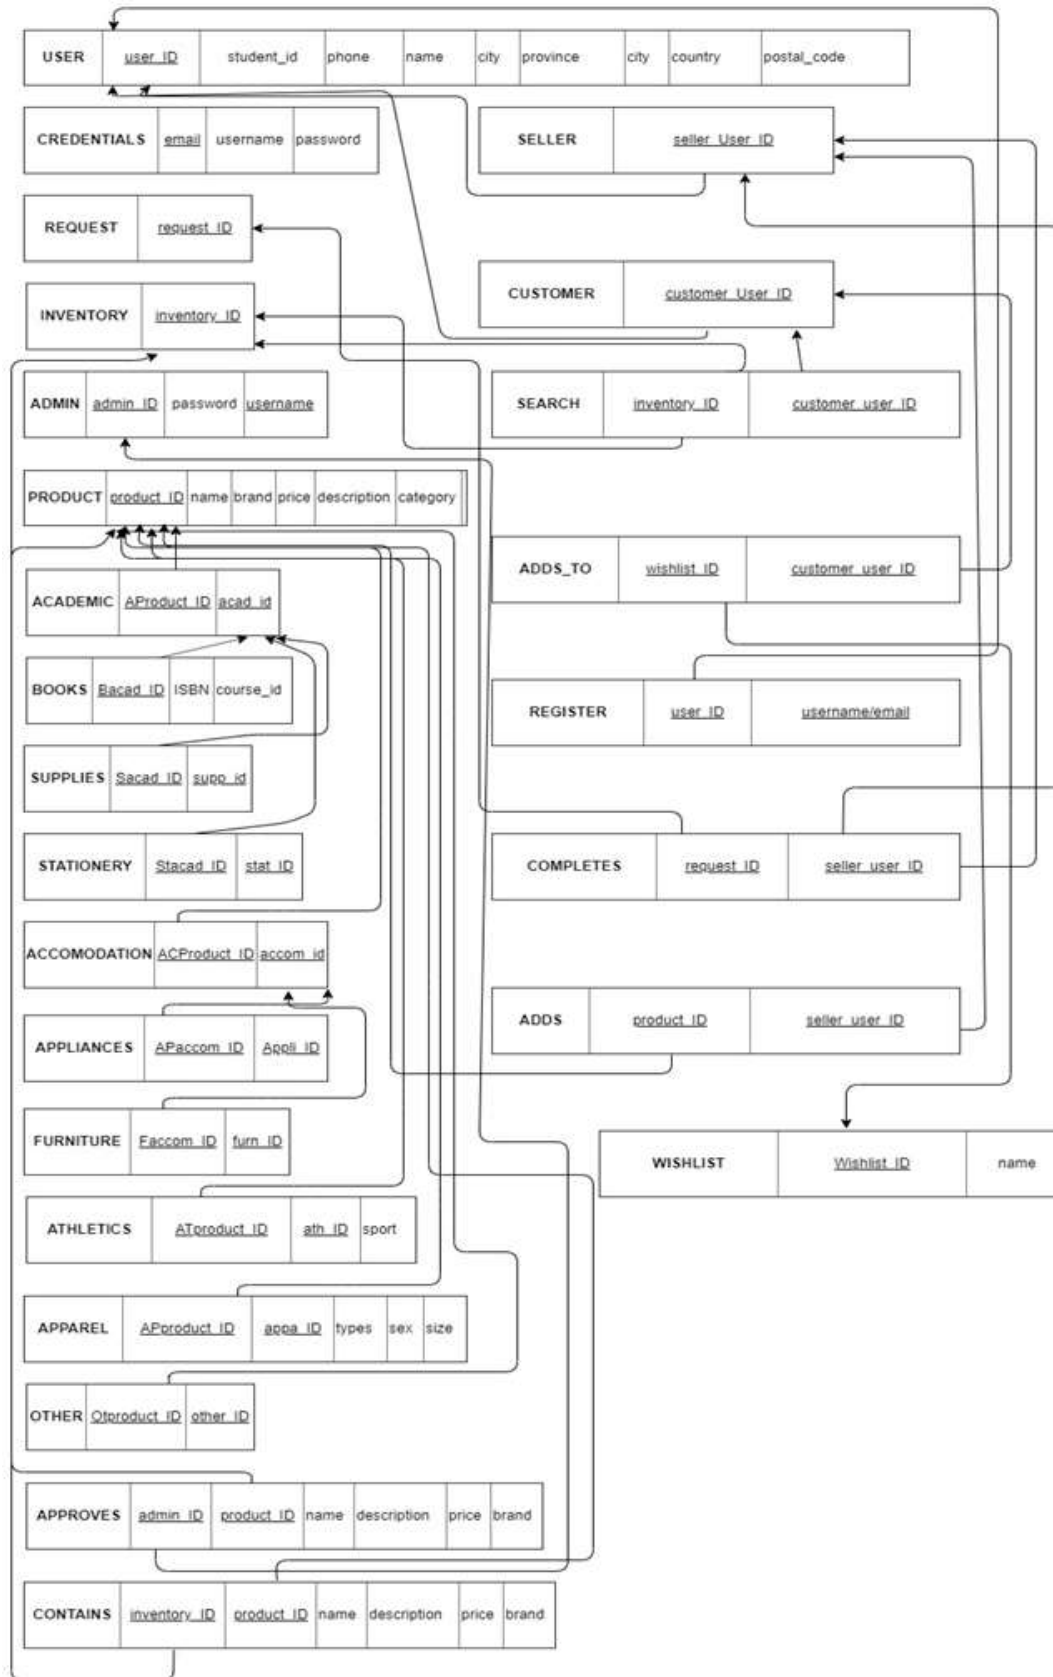 USER user_ID student_id phone name city province city country postal_code
CREDENTIALS email username password
SELLER seller_User_ID
REQUEST request_ID
CUSTOMER customer_User_ID
INVENTORY inventory_ID
ADMIN admin_ID password username
SEARCH inventory_ID customer_user_ID
PRODUCT product_ID name brand price description category
ADDS_TO wishlist_ID customer_user_ID
ACADEMIC AProduct_ID acad_id
BOOKS Bacad_ID ISBN course_id
REGISTER user_ID username/email
SUPPLIES Sacad_ID supp_id
STATIONERY Stacad_ID stat_ID
COMPLETES request_ID seller_user_ID
ACCOMODATION ACProduct_ID accom_id
ADDS product_ID seller_user_ID
APPLIANCES APaccom_ID Appli_ID
FURNITURE Faccom_ID furn_ID
WISHLIST Wishlist_ID name
ATHLETICS ATproduct_ID ath_ID sport
APPAREL APproduct_ID appa_ID types sex size
OTHER Otproduct_ID other_ID
APPROVES admin_ID product_ID name description price brand
CONTAINS inventory_ID product_ID name description price brand